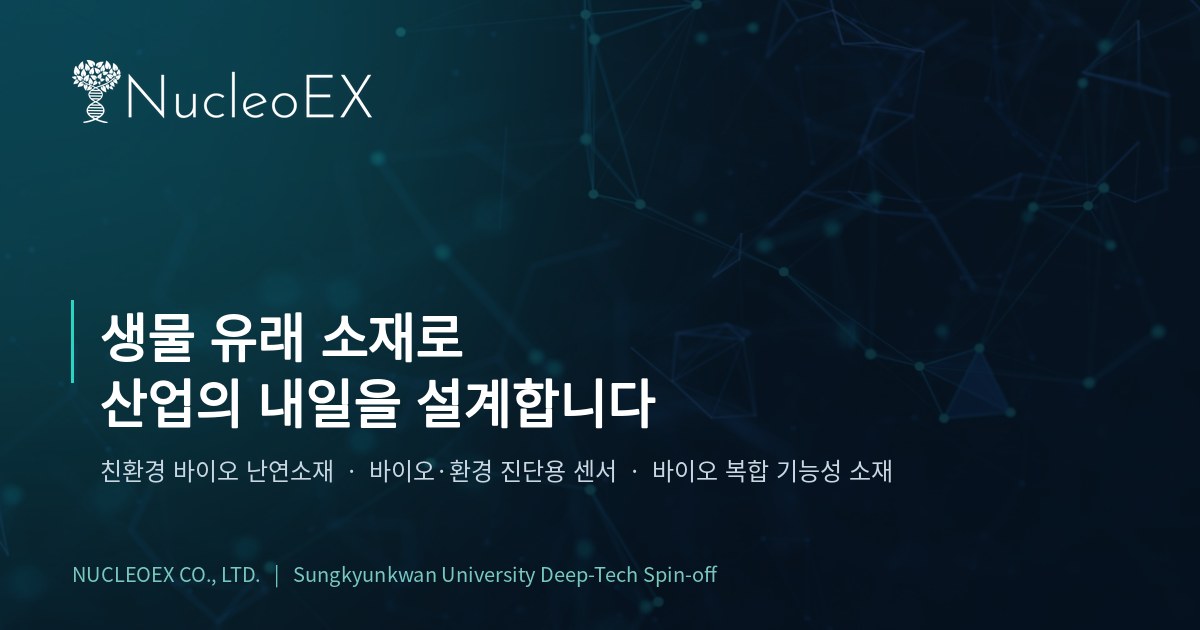 NucleoEX
생물 유래 소재로
산업의 내일을 설계합니다
친환경 바이오 난연소재 · 바이오·환경 진단용 센서 · 바이오 복합 기능성 소재
NUCLEOEX CO., LTD. | Sungkyunkwan University Deep-Tech Spin-off